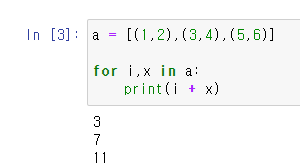 In [3]: a = [(1,2),(3,4),(5,6)]
for i,x in a:
    print(i + x)
3
7
11